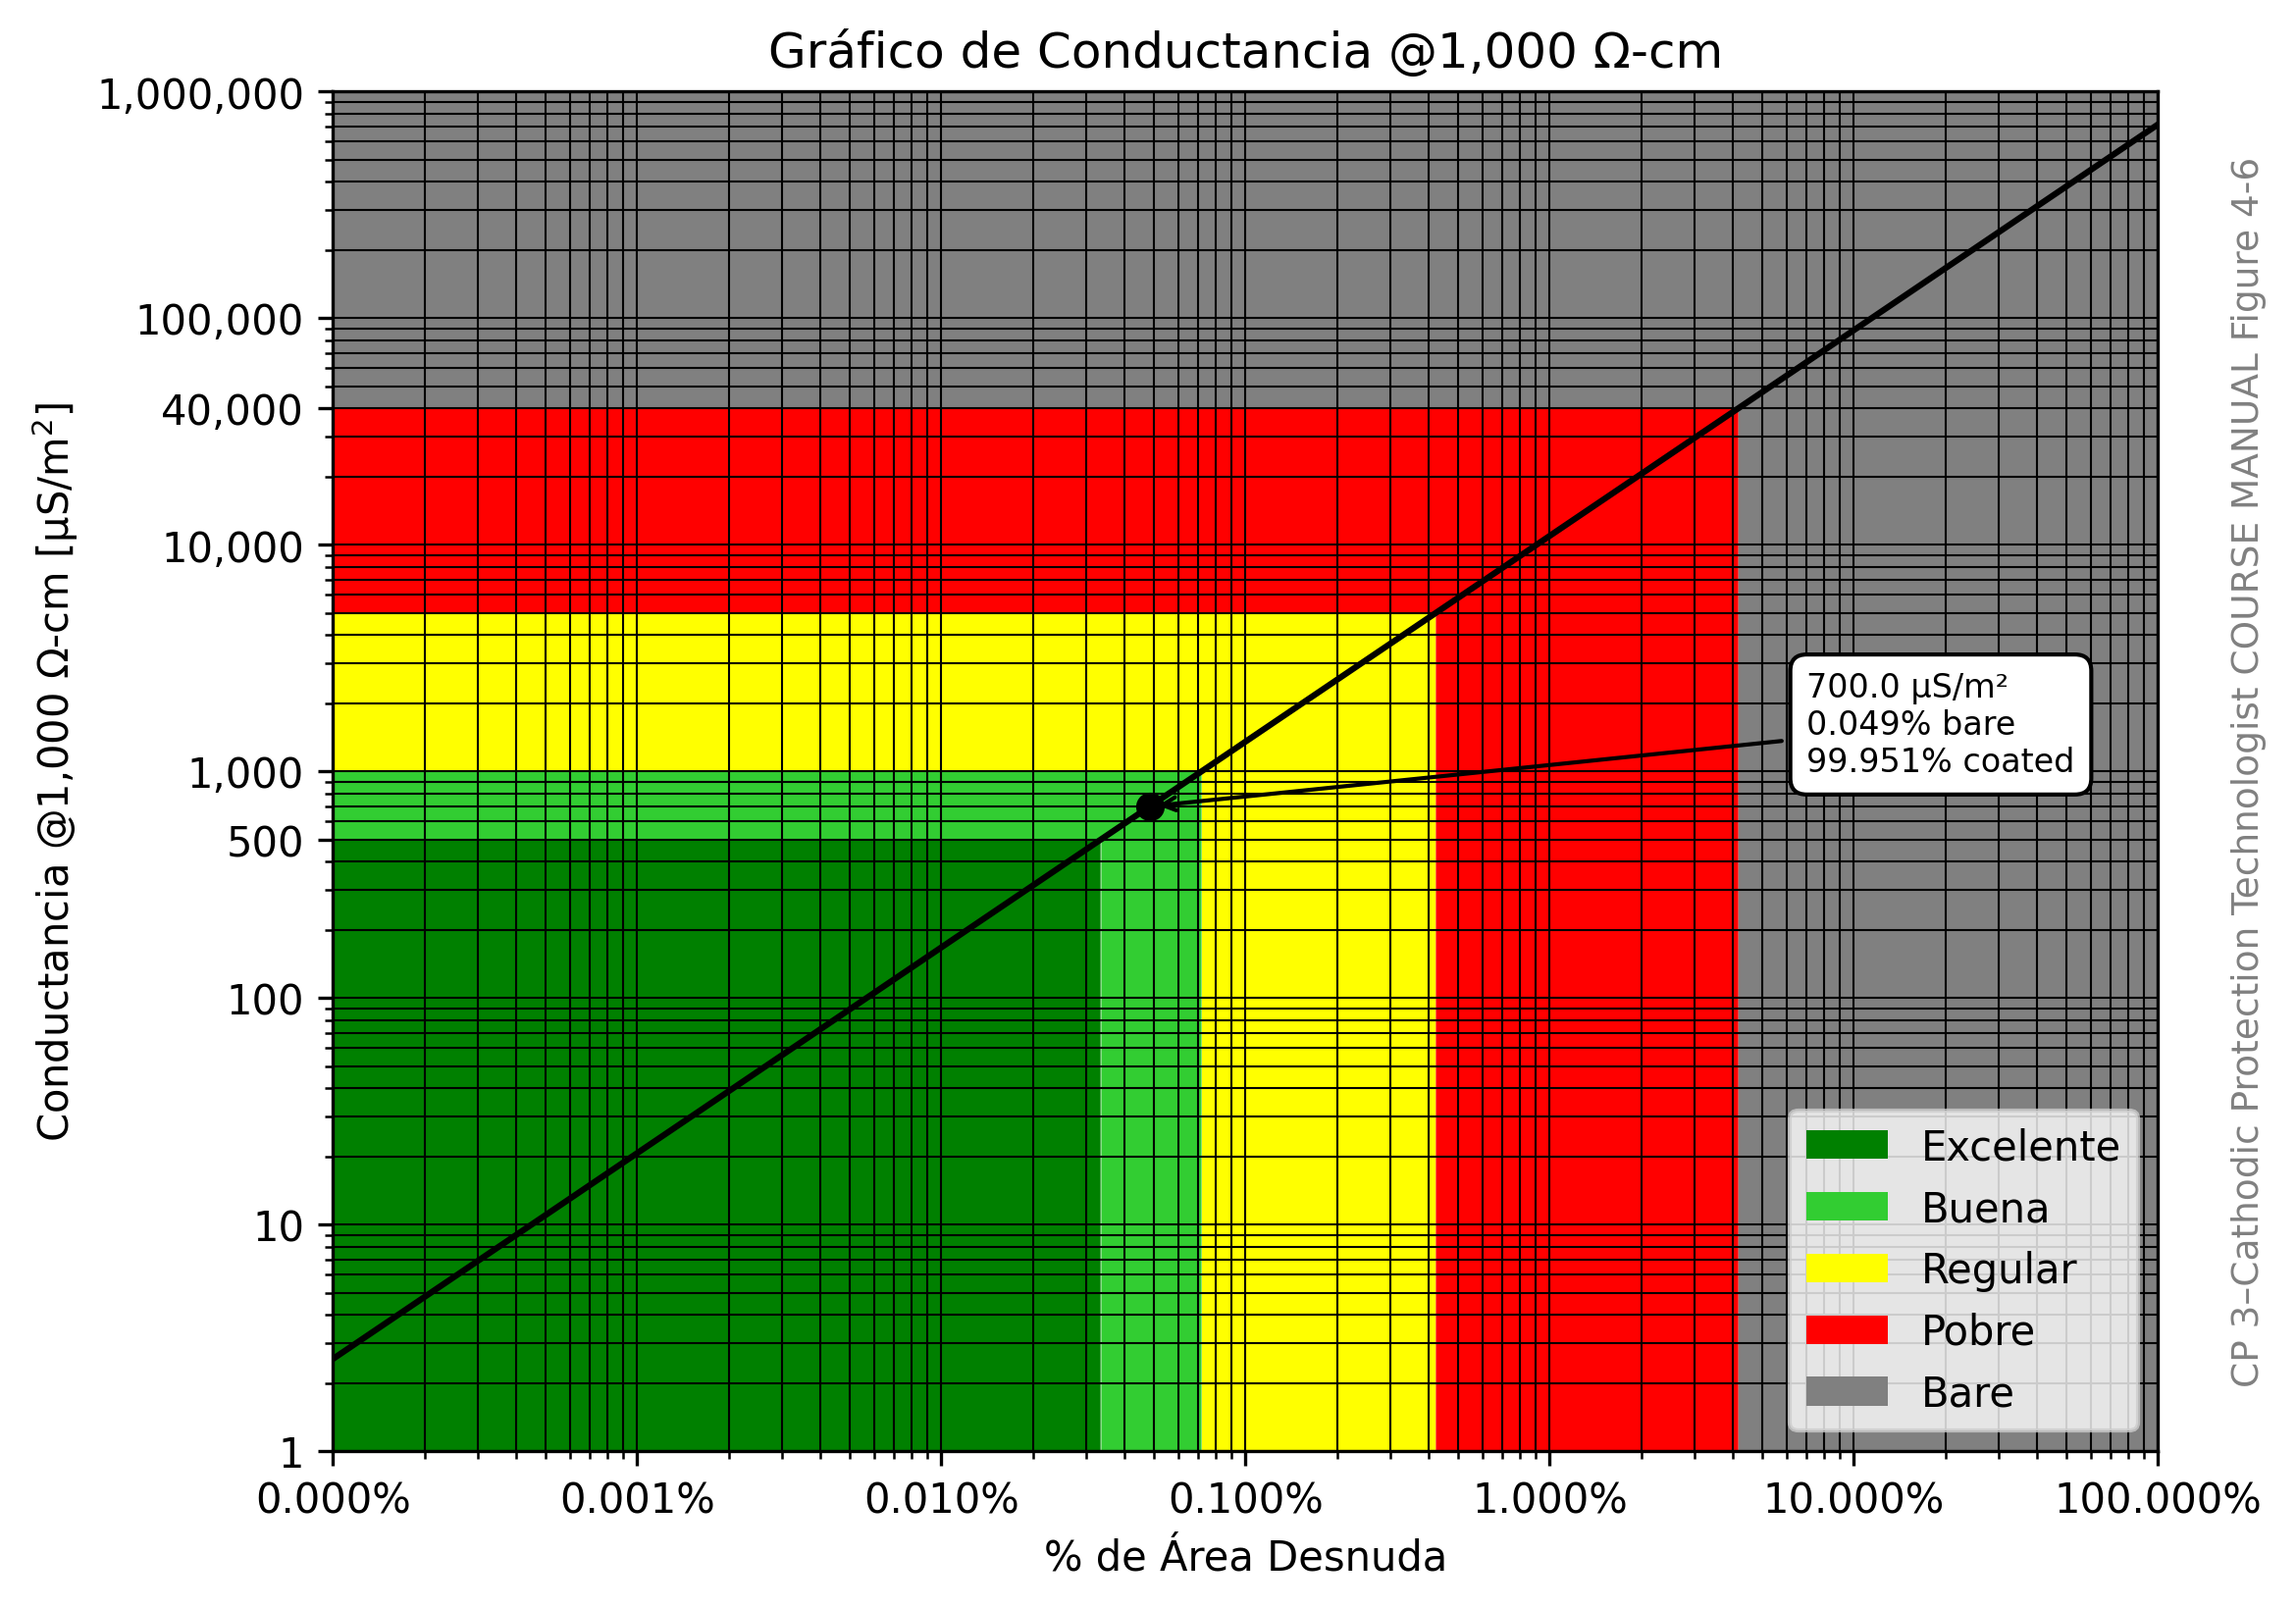 Gráfico de Conductancia @1,000 Ω-cm
1,000,000
100,000
40,000
10,000
1,000
500
100
10
1
Conductancia @1,000 Ω-cm [µS/m²]
700.0 µS/m²
0.049% bare
99.951% coated
Excelente
Buena
Regular
Pobre
Bare
0.000% 0.001% 0.010% 0.100% 1.000% 10.000% 100.000%
% de Área Desnuda
CP 3–Cathodic Protection Technologist COURSE MANUAL Figure 4-6